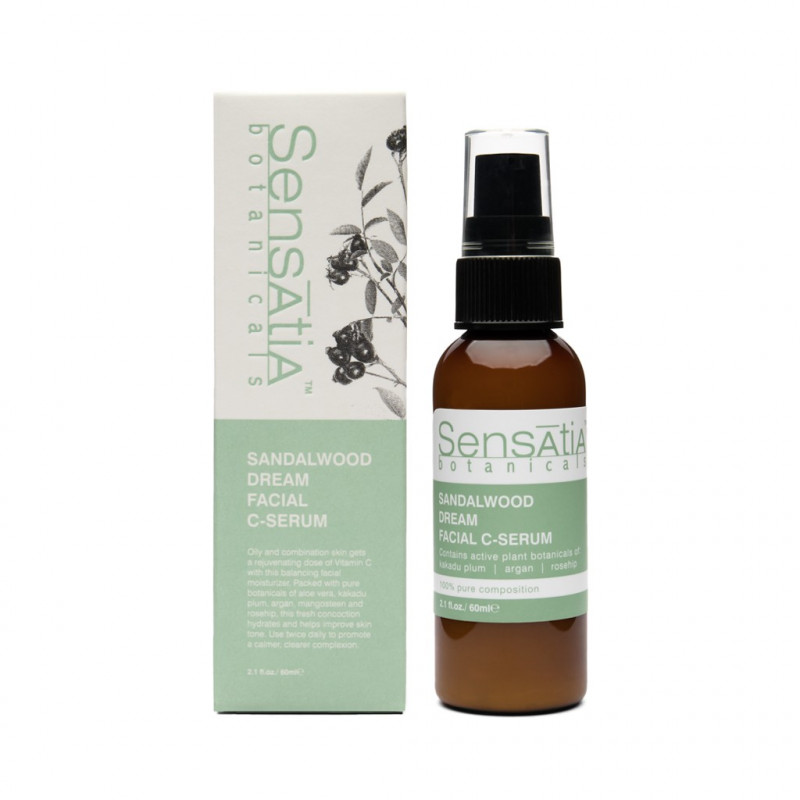 SensAtiA™
botanicals
SANDALWOOD
DREAM
FACIAL
C-SERUM
Oily and combination skin gets
a rejuvenating dose of Vitamin C
with this balancing facial
moisturizer. Packed with pure
botanicals of aloe vera, kakadu
plum, argan, mangosteen and
rosehip, this fresh concoction
hydrates and helps improve skin
tone. Use twice daily to promote
a calmer, clearer complexion.
2.1 fl.oz./ 60ml℮
SensAtiA
botanicals
SANDALWOOD
DREAM
FACIAL C-SERUM
Contains active plant botanicals of
kakadu plum | argan | rosehip
100% pure composition
2.1 fl.oz./ 60ml℮